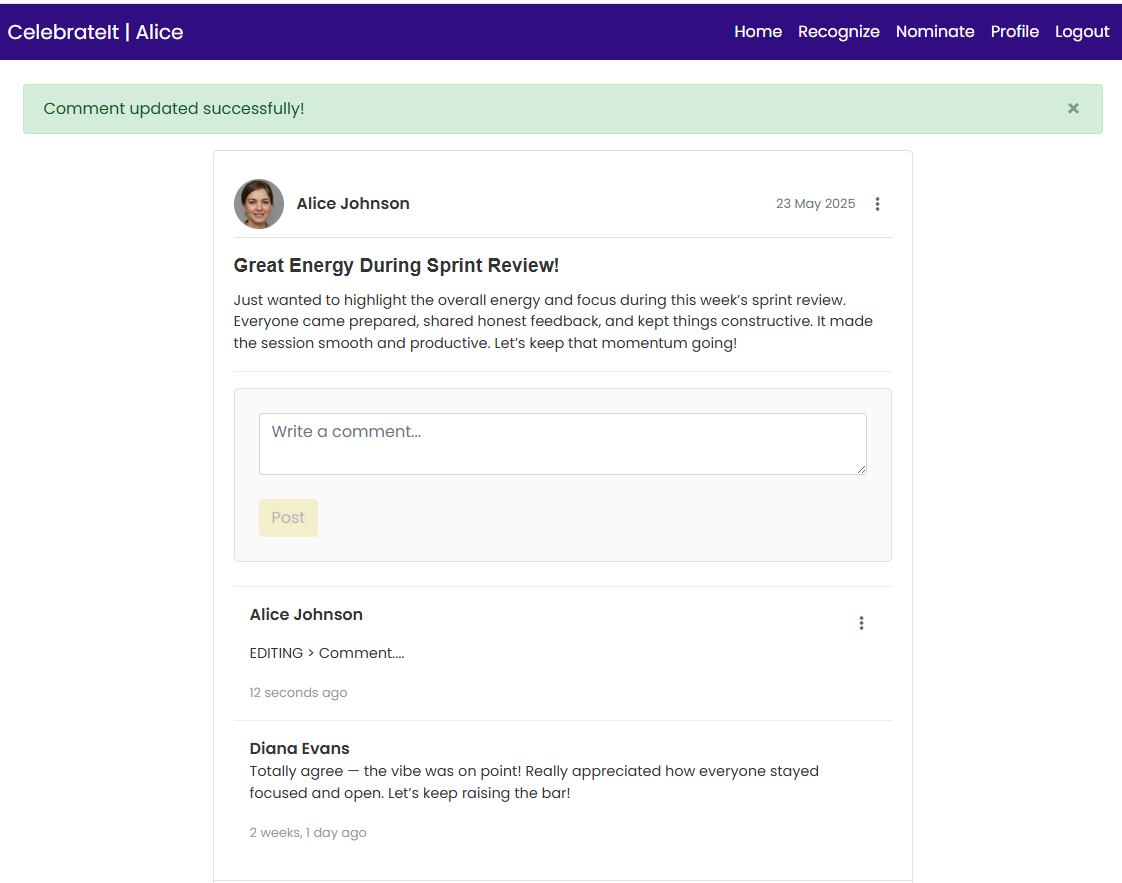 CelebrateIt | Alice
Home Recognize Nominate Profile Logout
Comment updated successfully!
×
Alice Johnson
23 May 2025
Great Energy During Sprint Review!
Just wanted to highlight the overall energy and focus during this week’s sprint review.
Everyone came prepared, shared honest feedback, and kept things constructive. It made
the session smooth and productive. Let’s keep that momentum going!
Write a comment...
Post
Alice Johnson
EDITING > Comment....
12 seconds ago
Diana Evans
Totally agree — the vibe was on point! Really appreciated how everyone stayed
focused and open. Let’s keep raising the bar!
2 weeks, 1 day ago